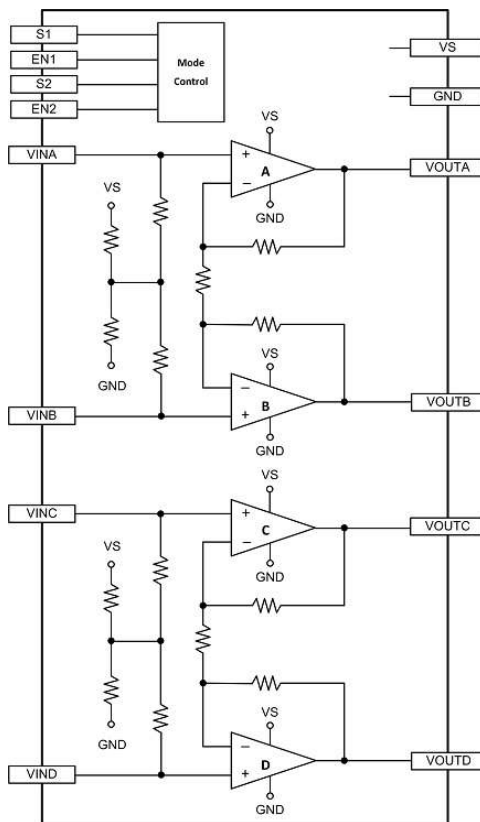 S1
EN1
S2
EN2
Mode
Control
VS
GND
VINA
VS
+
A
−
GND
VOUTA
VS
GND
VS
−
B
+
GND
VINB
VOUTB
VINC
VS
+
C
−
GND
VOUTC
VS
GND
VS
−
D
+
GND
VIND
VOUTD